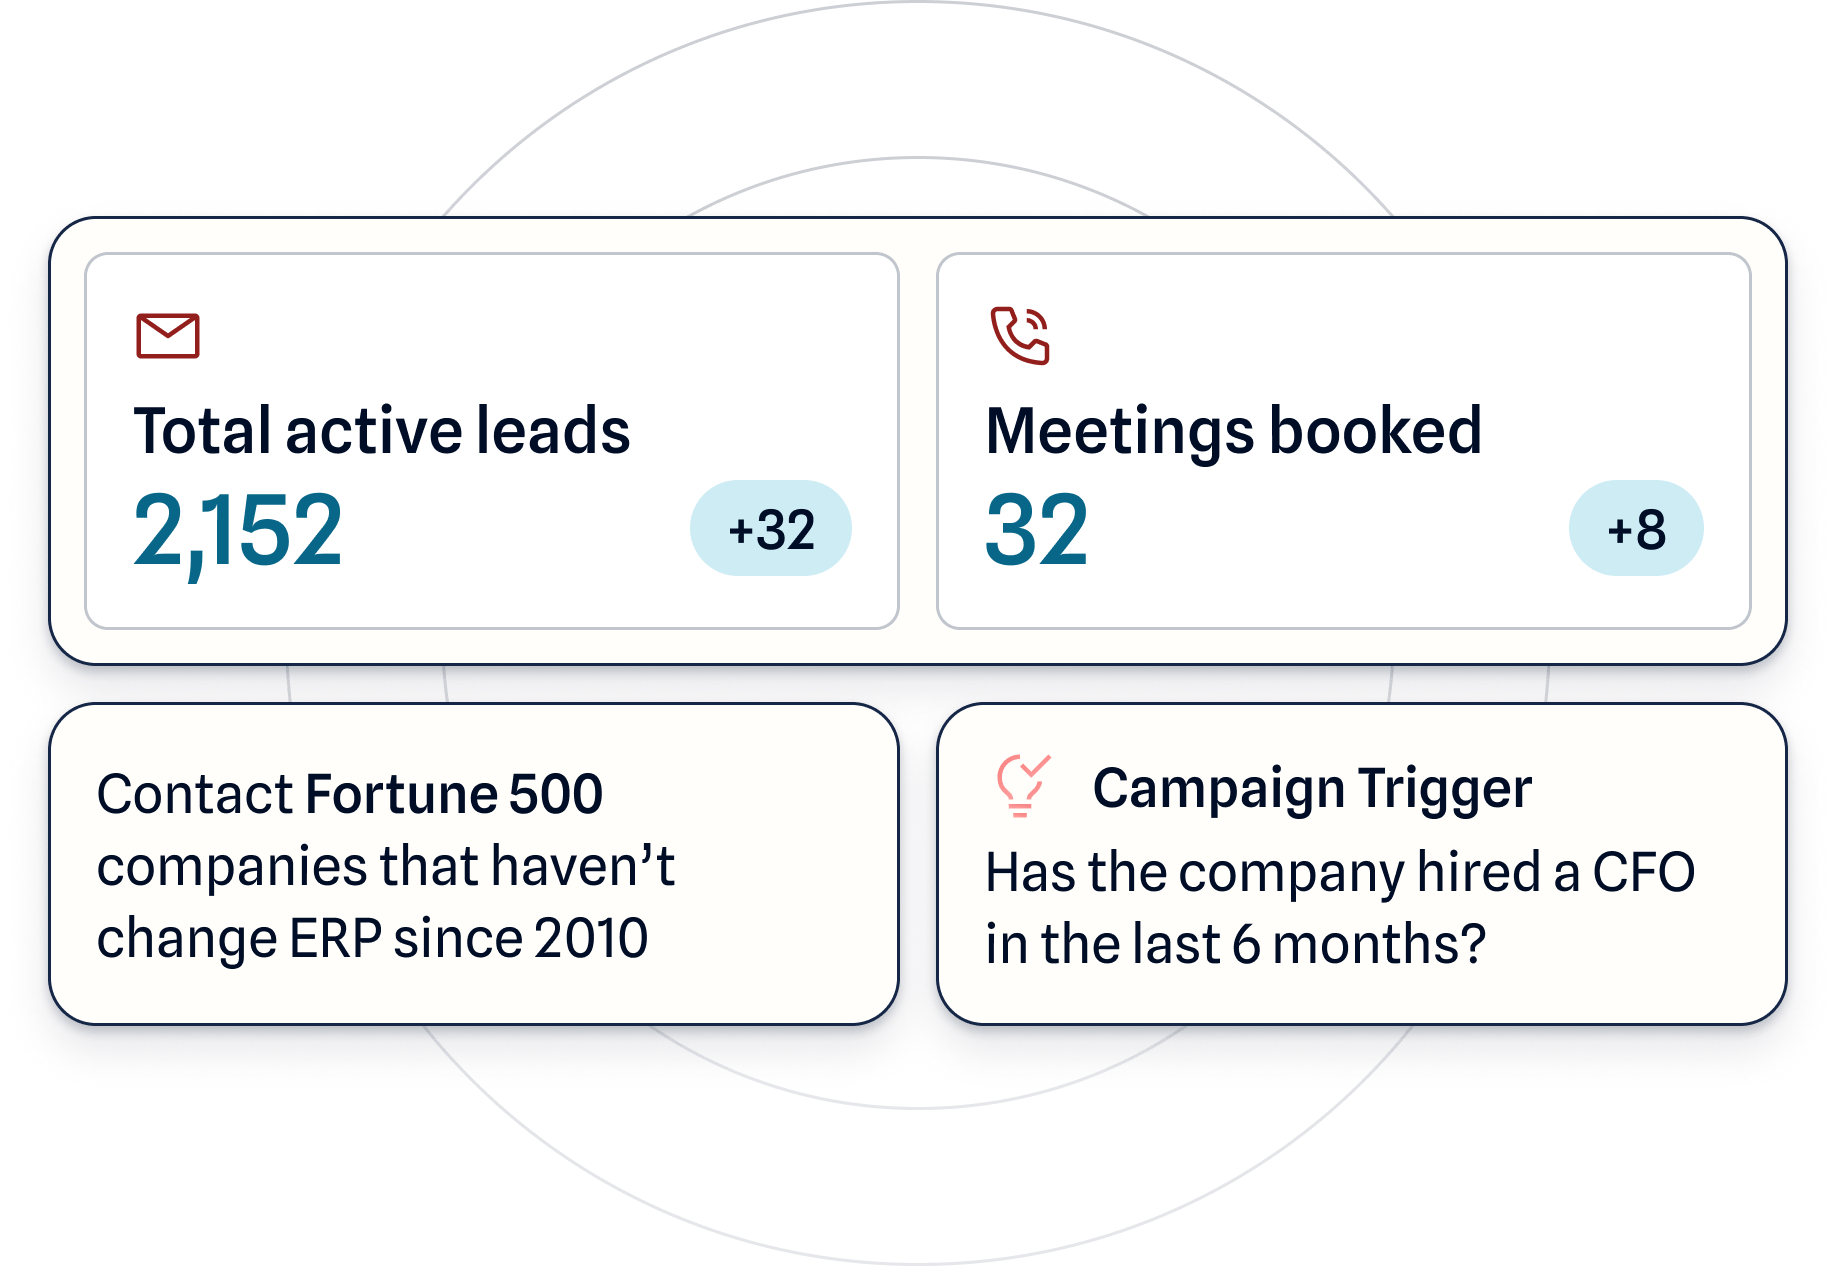 Total active leads
2,152
+32
Meetings booked
32
+8
Contact Fortune 500
companies that haven’t
change ERP since 2010
Campaign Trigger
Has the company hired a CFO
in the last 6 months?